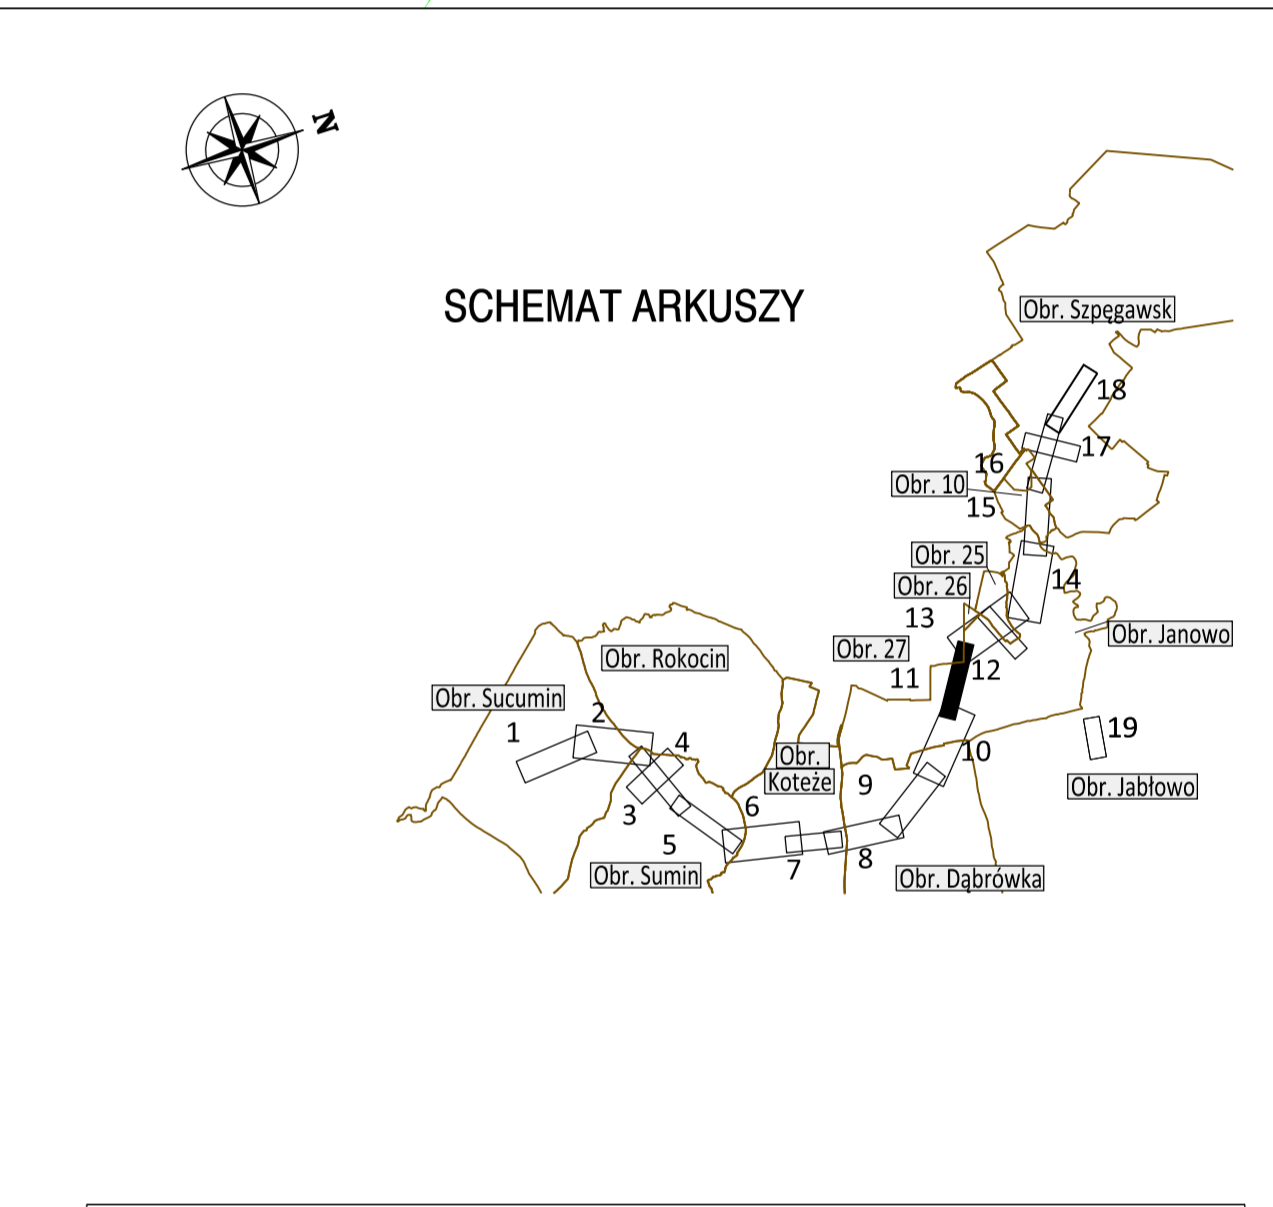 N
SCHEMAT ARKUSZY
Obr. Szpęgawsk
18
17
16
Obr. 10
15
Obr. 25
14
Obr. 26
13
Obr. Janowo
Obr. 27
Obr. Rokocin
12
11
Obr. Sucumin
2
1
19
4
10
Obr.
Koteże
9
Obr. Jabłowo
6
3
5
8
7
Obr. Sumin
Obr. Dąbrówka